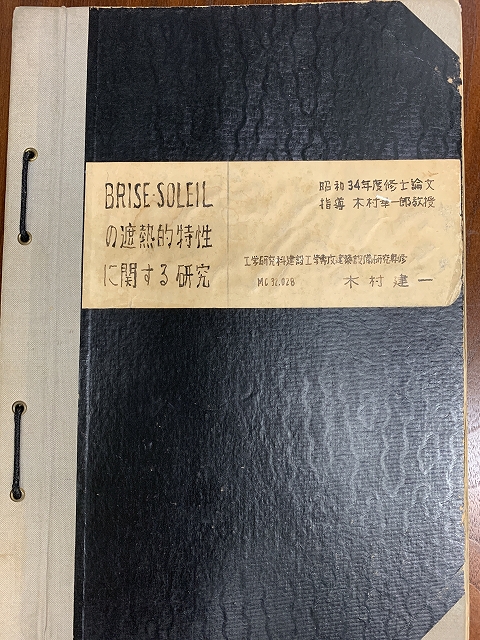 BRISE-SOLEIL
の遮熱的特性
に関する研究
昭和34年度修士論文
指導 木村幸一郎教授
工学研究科建設工学専攻建築設備研究専修
MC 32.028 木村建一